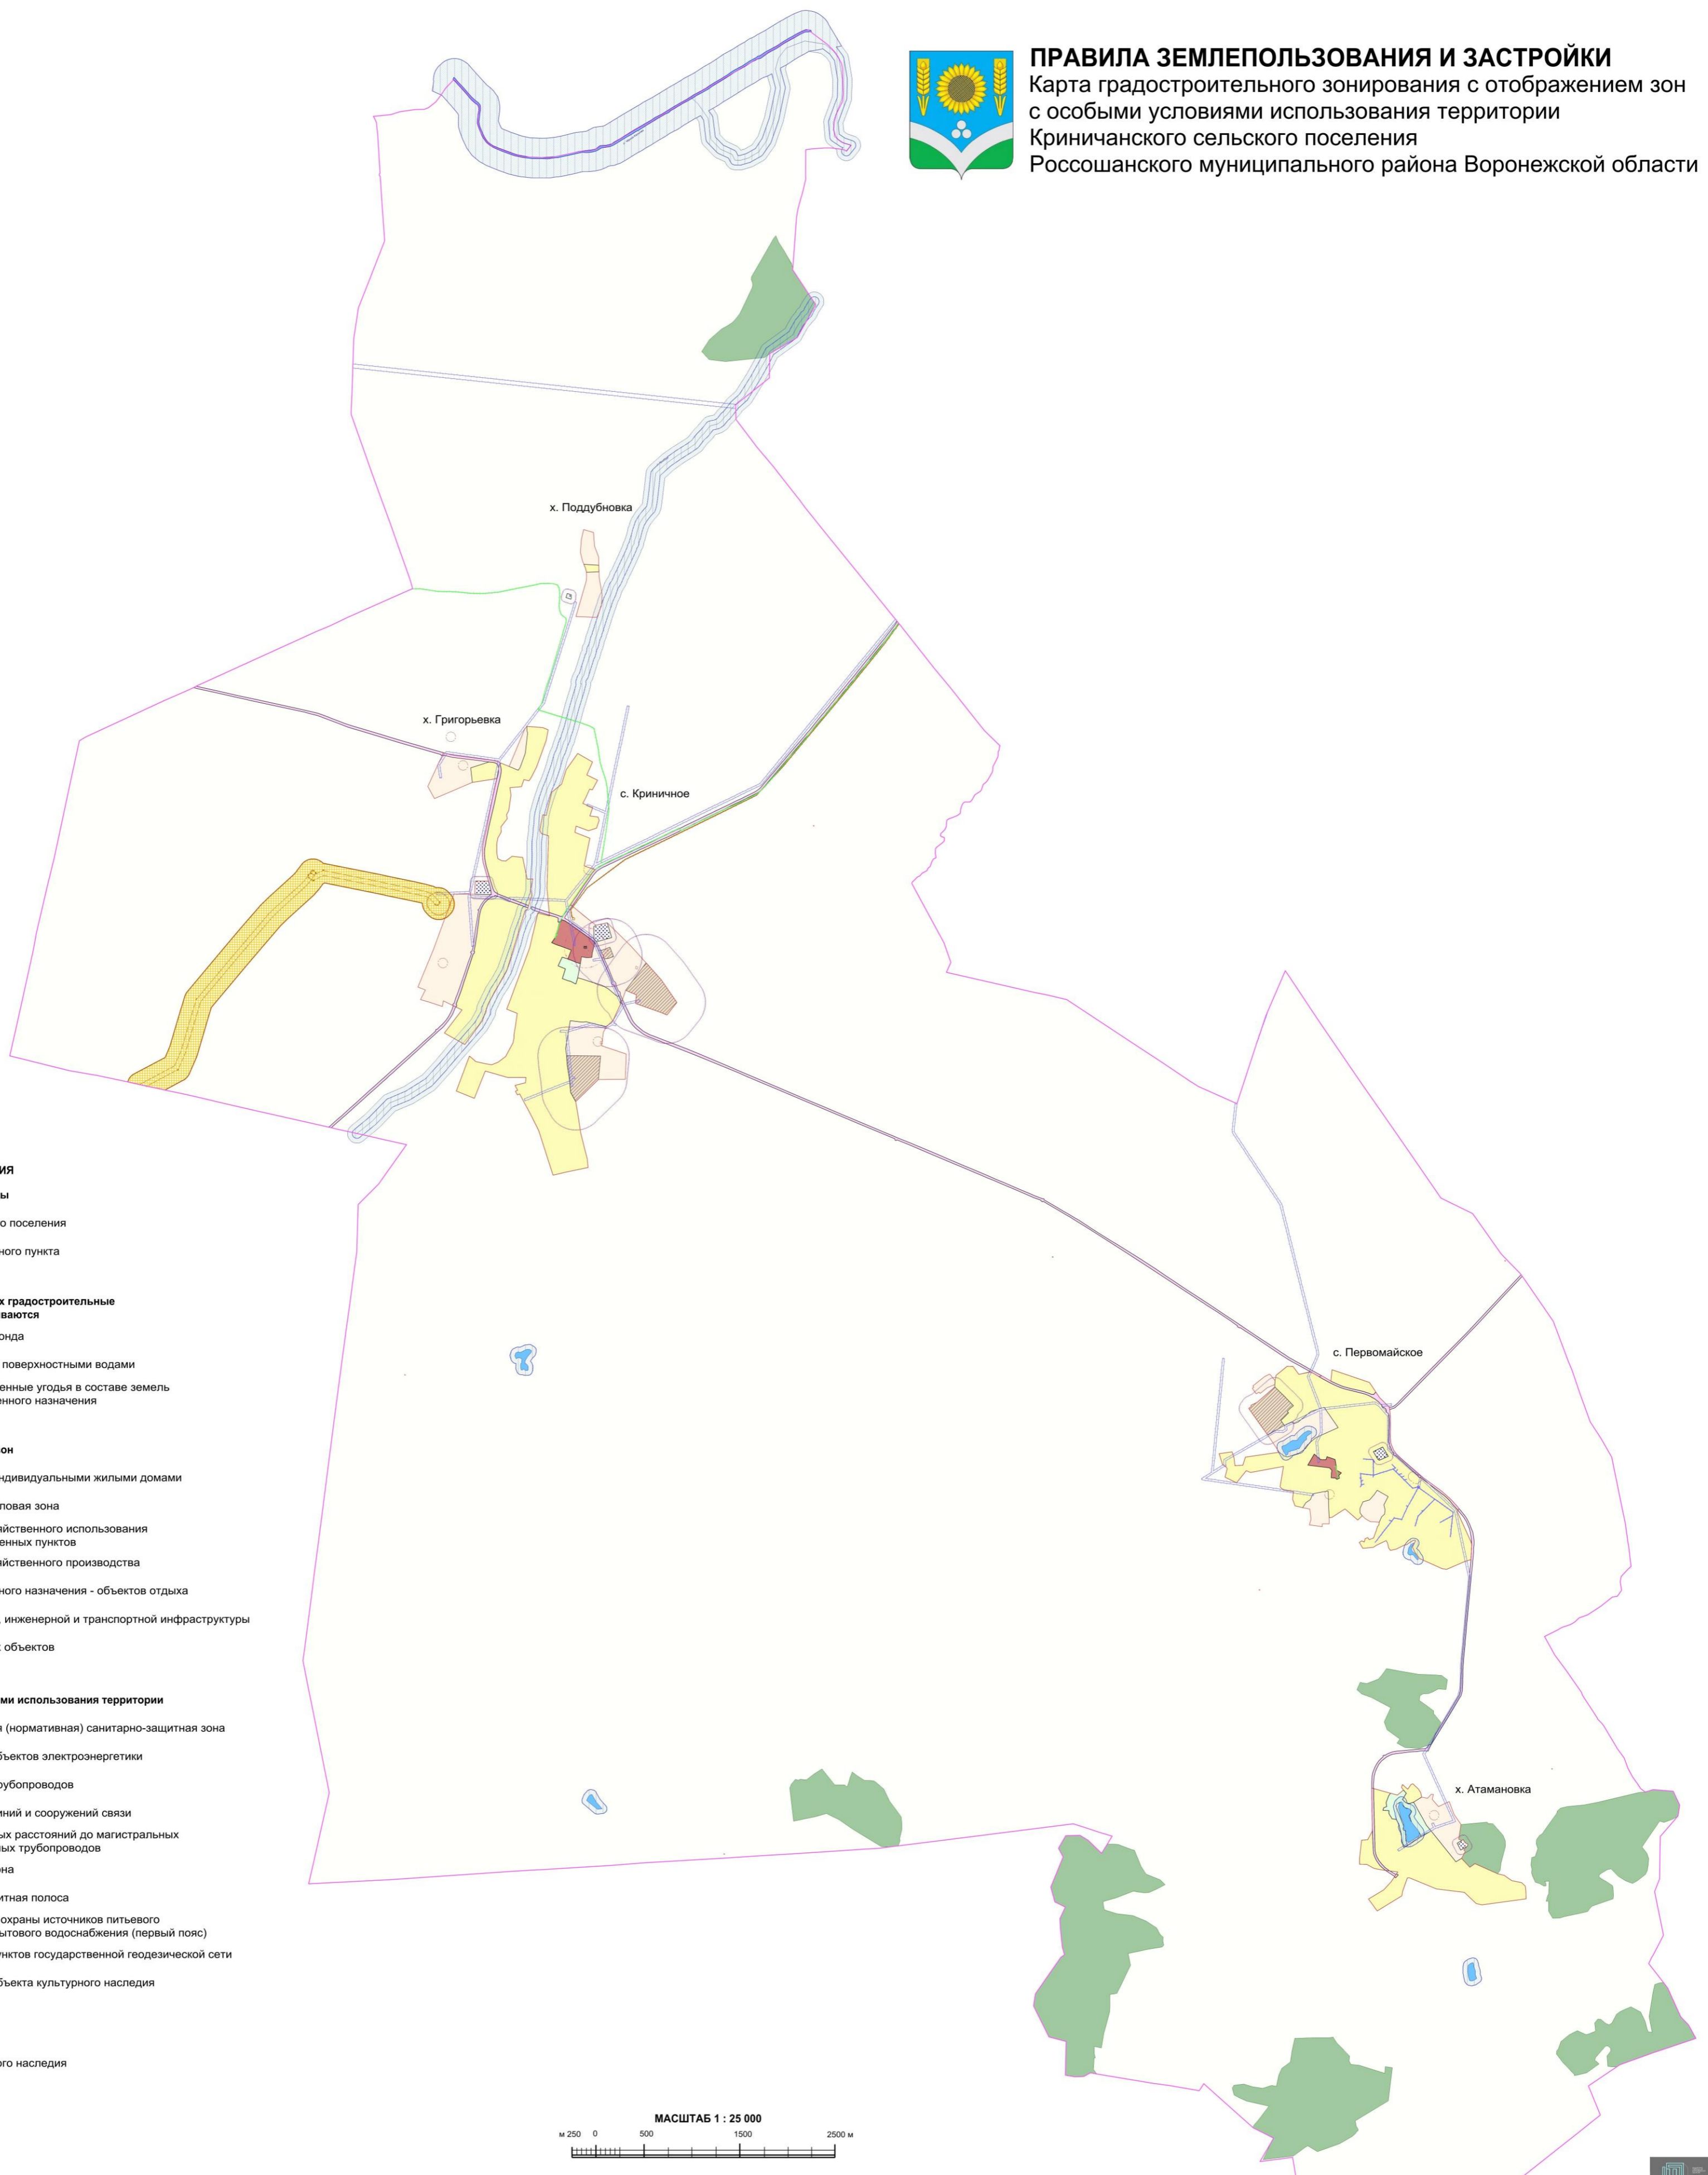 ПРАВИЛА ЗЕМЛЕПОЛЬЗОВАНИЯ И ЗАСТРОЙКИ
Карта градостроительного зонирования с отображением зон
с особыми условиями использования территории
Криничанского сельского поселения
Россошанского муниципального района Воронежской области
х. Поддубновка
х. Григорьевка
с. Криничное
с. Первомайское
х. Атамановка
ия
ы
о поселения
ного пункта
х градостроительные
ваются
онда
поверхностными водами
енные угодья в составе земель
енного назначения
он
ндивидуальными жилыми домами
ловая зона
яйственного использования
енных пунктов
яйственного производства
ного назначения - объектов отдыха
инженерной и транспортной инфраструктуры
объектов
ми использования территории
я (нормативная) санитарно-защитная зона
бъектов электроэнергетики
рубопроводов
иний и сооружений связи
ых расстояний до магистральных
ных трубопроводов
на
итная полоса
охраны источников питьевого
ытового водоснабжения (первый пояс)
нктов государственной геодезической сети
бъекта культурного наследия
ого наследия
МАСШТАБ 1 : 25 000
м 250 0 500 1500 2500 м